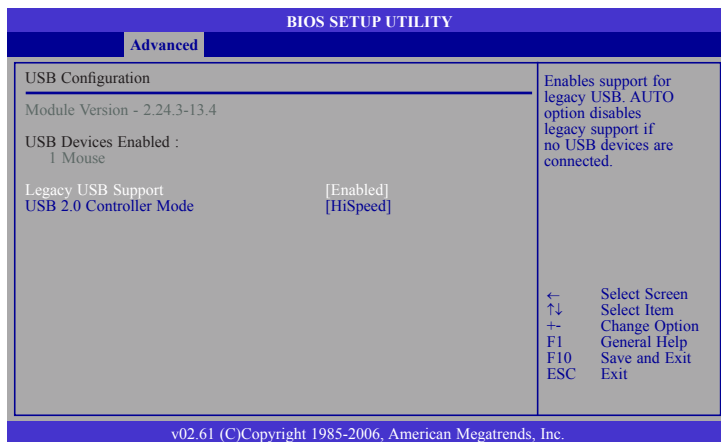 BIOS SETUP UTILITY
Advanced
USB Configuration
Module Version - 2.24.3-13.4
USB Devices Enabled :
1 Mouse
Legacy USB Support [Enabled]
USB 2.0 Controller Mode [HiSpeed]
Enables support for
legacy USB. AUTO
option disables
legacy support if
no USB devices are
connected.
← Select Screen
↑↓ Select Item
+- Change Option
F1 General Help
F10 Save and Exit
ESC Exit
v02.61 (C)Copyright 1985-2006, American Megatrends, Inc.